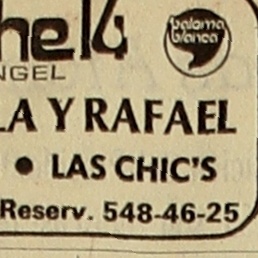 he14
NGEL
paloma
blanca
LA Y RAFAEL
• LAS CHIC'S
Reserv. 548-46-25